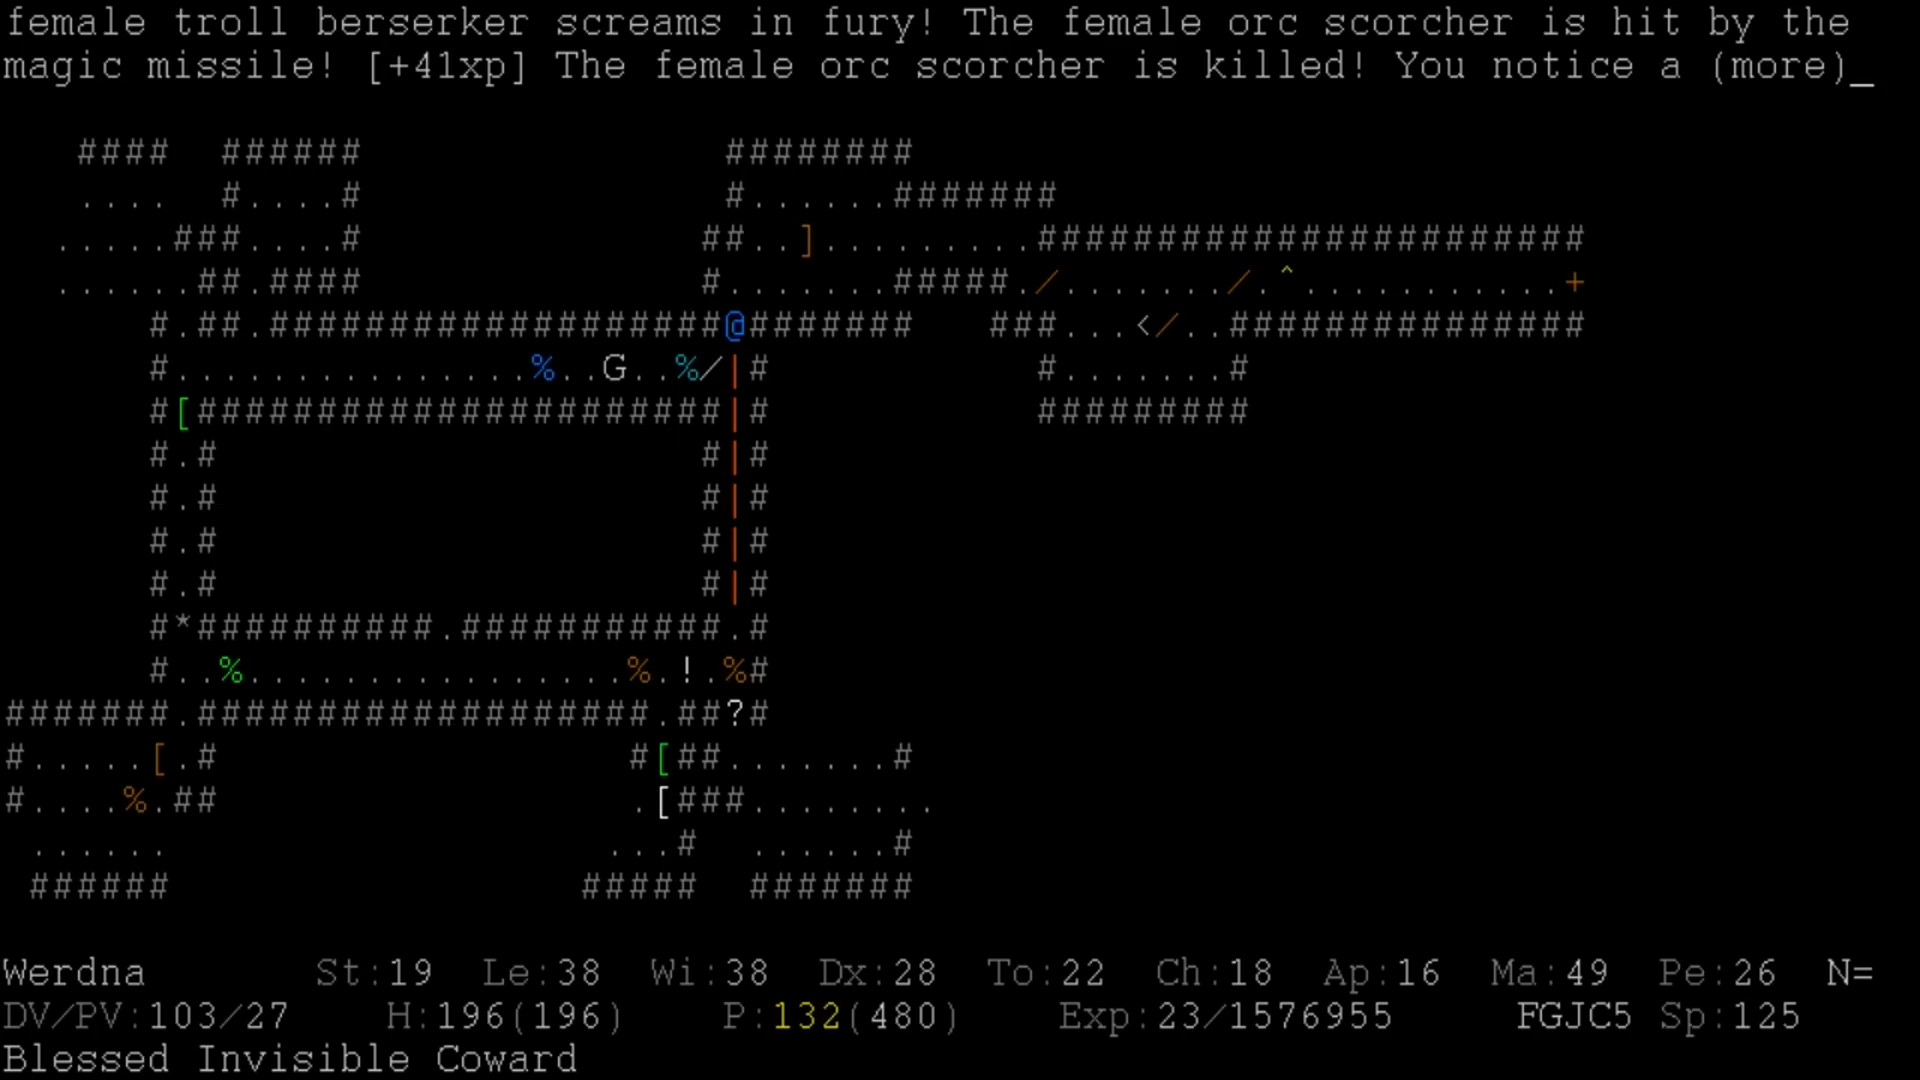 female troll berserker screams in fury! The female orc scorcher is hit by the
magic missile! [+41xp] The female orc scorcher is killed! You notice a (more)_
#### ###### ########
.... #....# #......#######
.....###....# ##..].........#######################
......##.#### #.......#####./......./.^...........+
#.##.###################@####### ###...</..###############
#...............%..G..%/|# #.......#
#[######################|# #########
#.# #|#
#.# #|#
#.# #|#
#.# #|#
#*##########.###########.#
#..%................%.!.%#
#######.###################.##?#
#.....[.# #[##.......#
#....%.## .[###........
...... ...# ......#
###### ##### #######
Werdna St:19 Le:38 Wi:38 Dx:28 To:22 Ch:18 Ap:16 Ma:49 Pe:26 N=
DV/PV:103/27 H:196(196) P:132(480) Exp:23/1576955 FGJC5 Sp:125
Blessed Invisible Coward